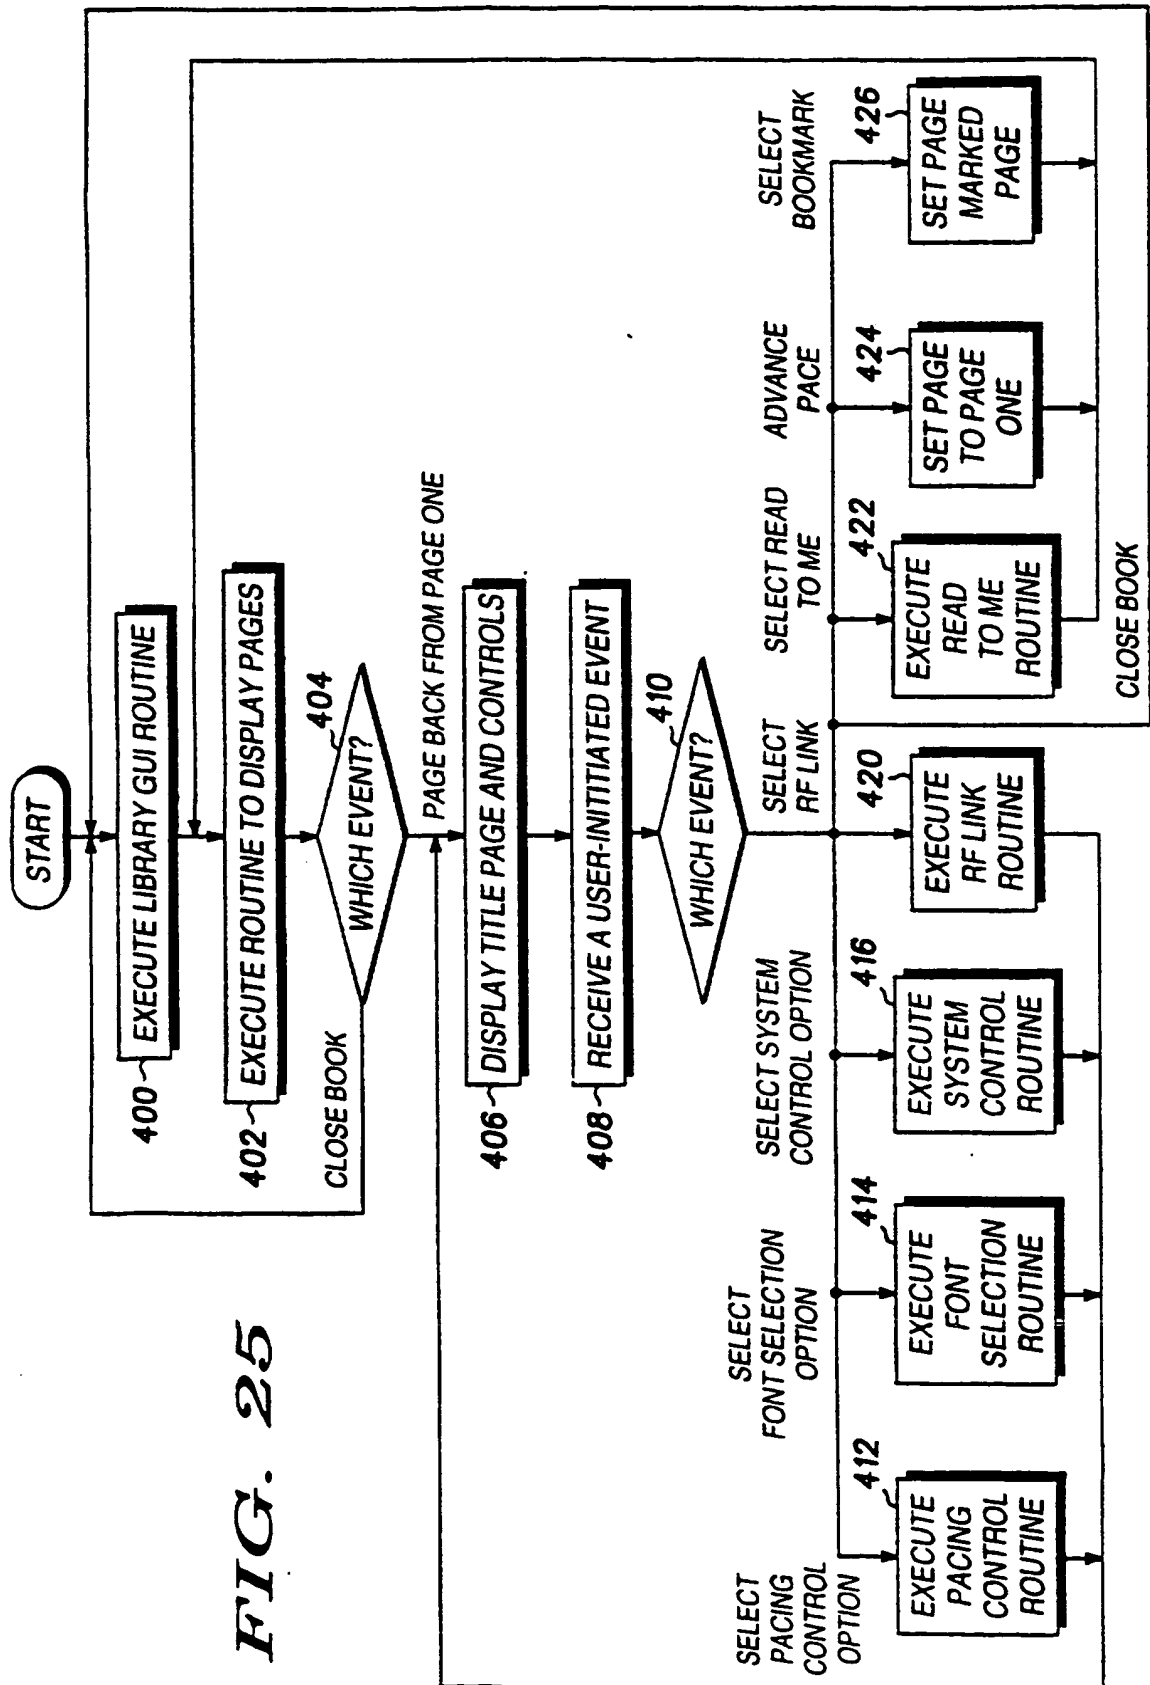 START
400
EXECUTE LIBRARY GUI ROUTINE
402
EXECUTE ROUTINE TO DISPLAY PAGES
404
WHICH EVENT?
CLOSE BOOK
PAGE BACK FROM PAGE ONE
406
DISPLAY TITLE PAGE AND CONTROLS
408
RECEIVE A USER-INITIATED EVENT
410
WHICH EVENT?
SELECT
PACING
CONTROL
OPTION
SELECT
FONT SELECTION
OPTION
SELECT SYSTEM
CONTROL OPTION
SELECT
RF LINK
SELECT READ
TO ME
ADVANCE
PACE
SELECT
BOOKMARK
412
EXECUTE
PACING
CONTROL
ROUTINE
414
EXECUTE
FONT
SELECTION
ROUTINE
416
EXECUTE
SYSTEM
CONTROL
ROUTINE
420
EXECUTE
RF LINK
ROUTINE
422
EXECUTE
READ
TO ME
ROUTINE
424
SET PAGE
TO PAGE
ONE
426
SET PAGE
MARKED
PAGE
CLOSE BOOK
FIG. 25